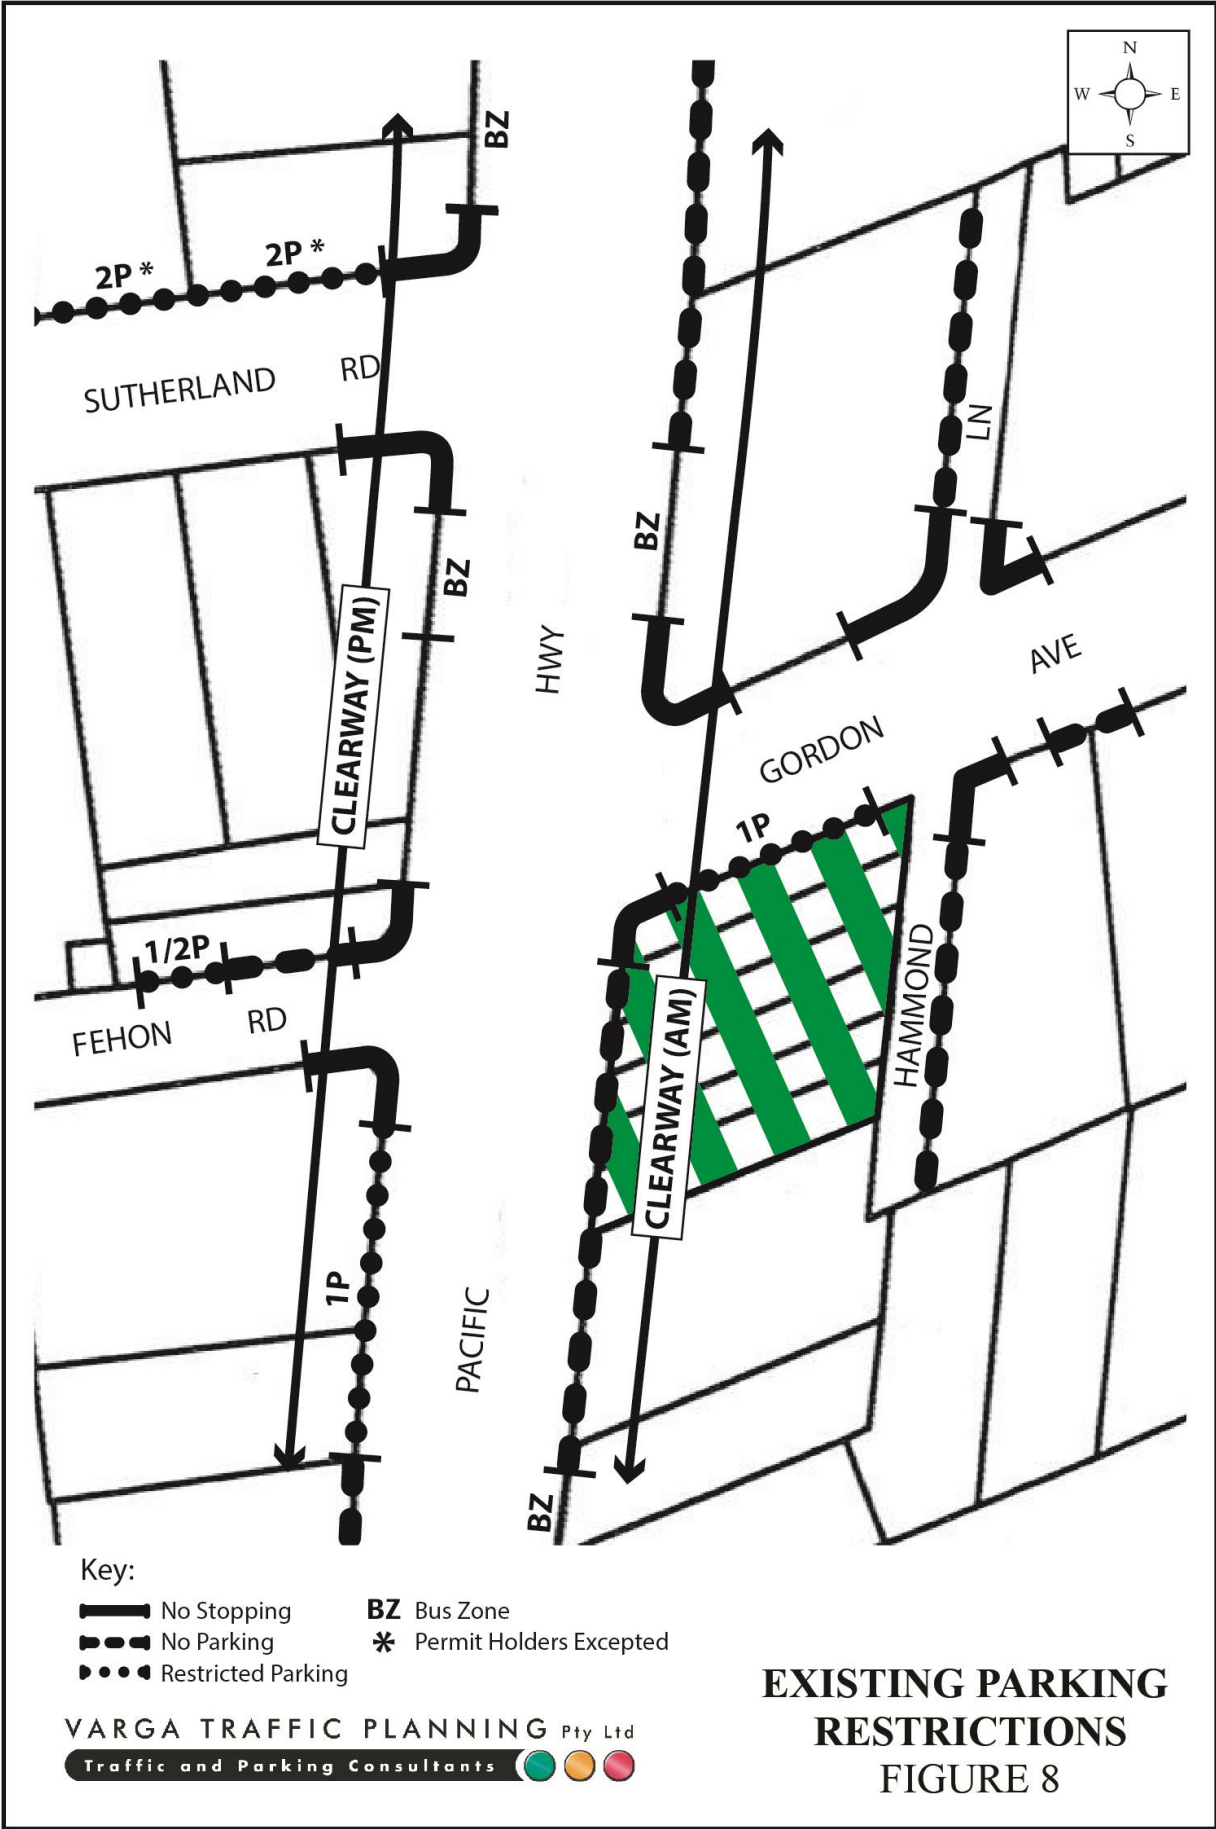 N
W E
S
BZ
2P *
2P *
SUTHERLAND RD
LN
BZ
BZ
CLEARWAY (PM)
HWY
AVE
GORDON
1P
1/2P
HAMMOND
FEHON RD
CLEARWAY (AM)
1P
PACIFIC
BZ
Key:
No Stopping
BZ Bus Zone
No Parking
* Permit Holders Excepted
Restricted Parking
EXISTING PARKING
RESTRICTIONS
FIGURE 8
VARGA TRAFFIC PLANNING Pty Ltd
Traffic and Parking Consultants